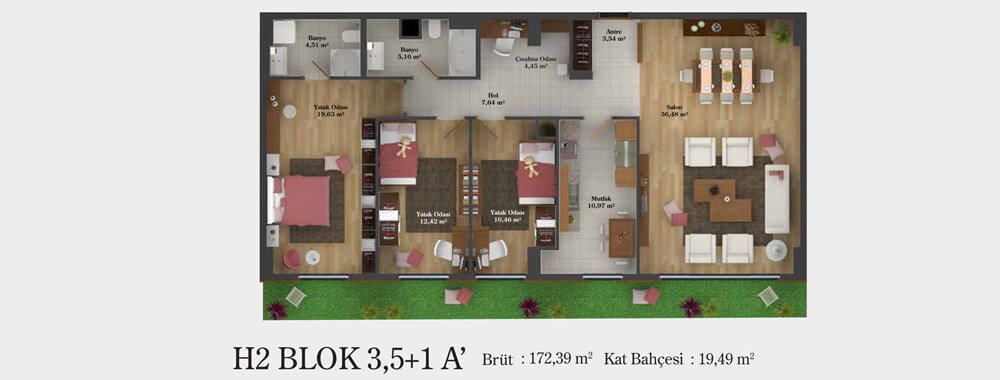 Banyo
4,51 m²
Banyo
5,10 m²
Çalışma Odası
4,45 m²
Antre
3,54 m²
Hol
7,64 m²
Yatak Odası
19,63 m²
Salon
36,48 m²
Yatak Odası
12,42 m²
Yatak Odası
10,46 m²
Mutfak
10,97 m²
H2 BLOK 3,5+1 A’ Brüt : 172,39 m² Kat Bahçesi : 19,49 m²